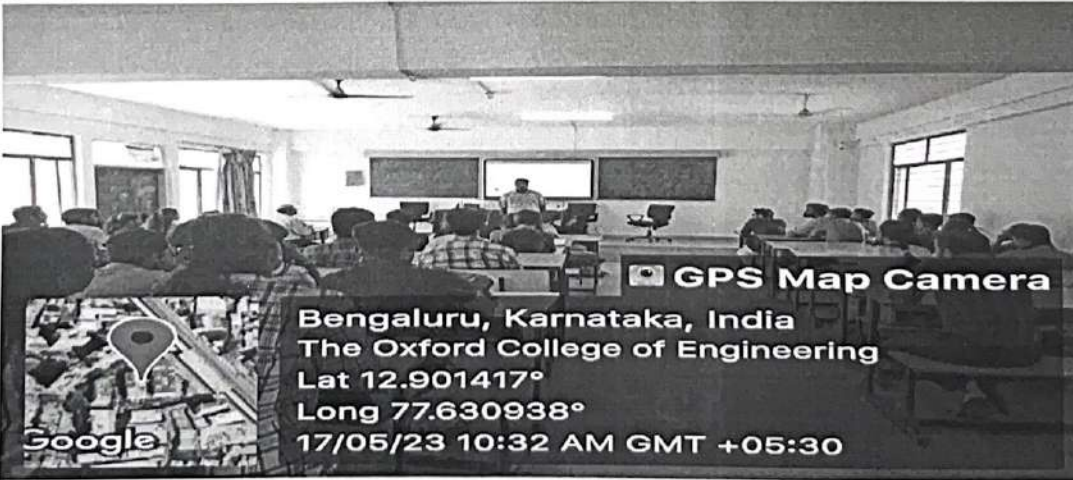 GPS Map Camera
Bengaluru, Karnataka, India
The Oxford College of Engineering
Lat 12.901417°
Long 77.630938°
17/05/23 10:32 AM GMT +05:30
Google